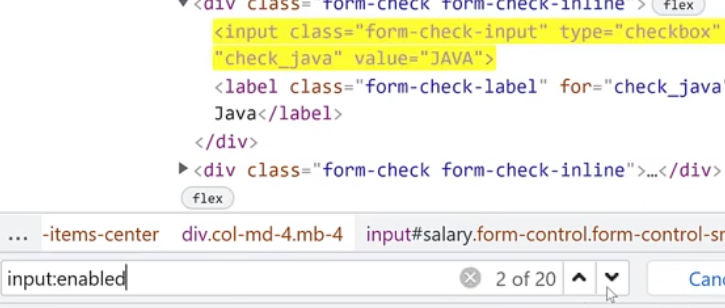 ▼<div class="form-check form-check-inline"> flex
<input class="form-check-input" type="checkbox"
"check_java" value="JAVA">
<label class="form-check-label" for="check_java"
Java</label>
</div>
▶<div class="form-check form-check-inline">…</div>
flex
... -items-center div.col-md-4.mb-4 input#salary.form-control.form-control-sm
input:enabled 2 of 20